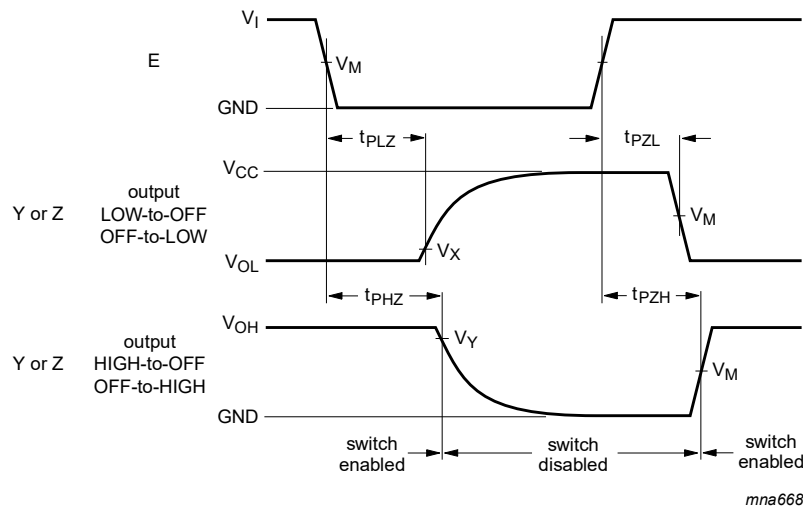 VI
E
VM
GND
tPLZ
tPZL
VCC
Y or Z
output
LOW-to-OFF
OFF-to-LOW
VM
VX
VOL
tPHZ
tPZH
VOH
Y or Z
output
HIGH-to-OFF
OFF-to-HIGH
VY
VM
GND
switch
enabled
switch
disabled
switch
enabled
mna668